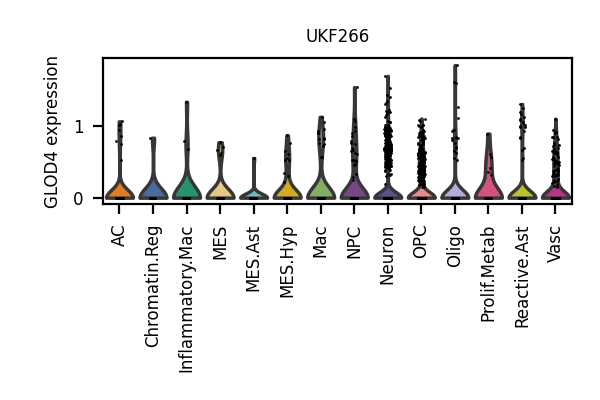 UKF266
GLOD4 expression
1
0
AC
Chromatin.Reg
Inflammatory.Mac
MES
MES.Ast
MES.Hyp
Mac
NPC
Neuron
OPC
Oligo
Prolif.Metab
Reactive.Ast
Vasc